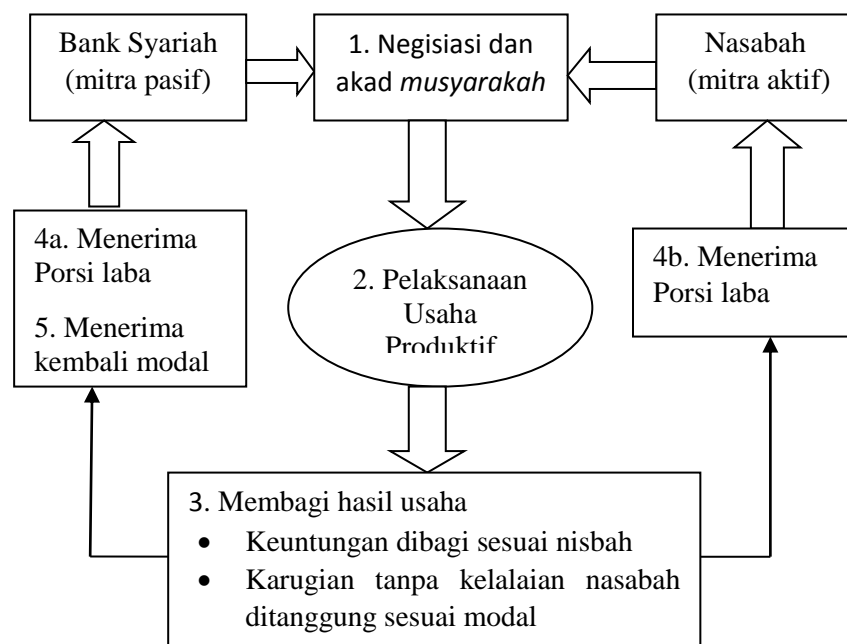 Bank Syariah
(mitra pasif)
1. Negisiasi dan
akad musyarakah
Nasabah
(mitra aktif)
4a. Menerima
Porsi laba
5. Menerima
kembali modal
2. Pelaksanaan
Usaha
Produktif
4b. Menerima
Porsi laba
3. Membagi hasil usaha
• Keuntungan dibagi sesuai nisbah
• Karugian tanpa kelalaian nasabah
ditanggung sesuai modal